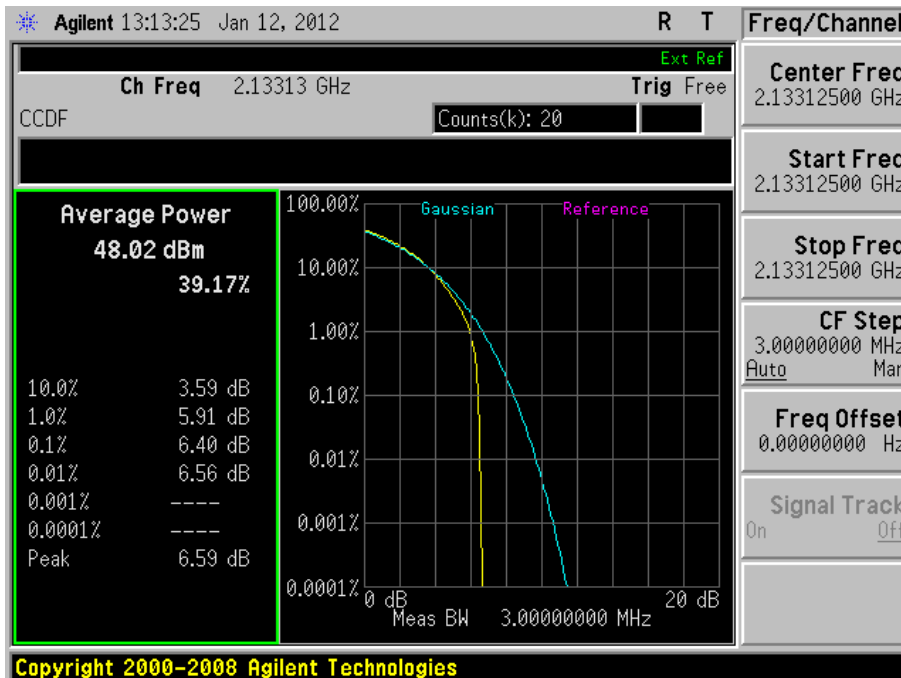 Agilent 13:13:25 Jan 12, 2012 R T
Ext Ref
Ch Freq 2.13313 GHz Trig Free
CCDF Counts(k): 20
Average Power
48.02 dBm
39.17%
10.0% 3.59 dB
1.0% 5.91 dB
0.1% 6.40 dB
0.01% 6.56 dB
0.001% ----
0.0001% ----
Peak 6.59 dB
Gaussian Reference
100.00%
10.00%
1.00%
0.10%
0.01%
0.001%
0.0001%
0 dB 20 dB
Meas BW 3.00000000 MHz
Freq/Channel
Center Freq
2.13312500 GHz
Start Freq
2.13312500 GHz
Stop Freq
2.13312500 GHz
CF Step
3.00000000 MHz
Auto Man
Freq Offset
0.00000000 Hz
Signal Track
On Off
Copyright 2000-2008 Agilent Technologies